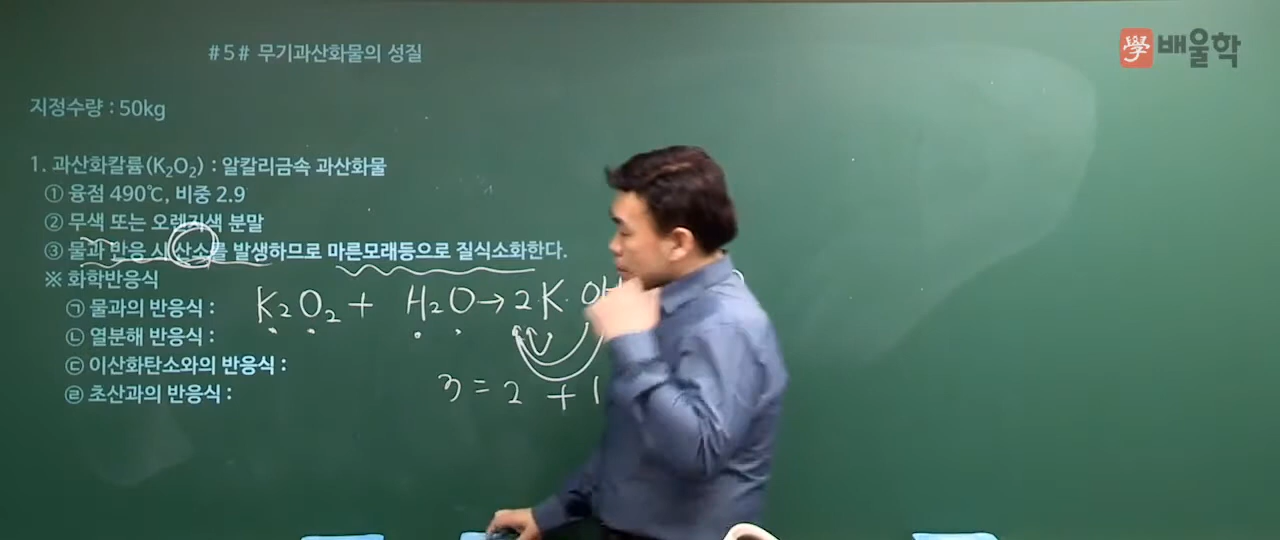 #5# 무기과산화물의 성질
學 배울학
지정수량 : 50kg
1. 과산화칼륨(K₂O₂) : 알칼리금속 과산화물
① 융점 490℃, 비중 2.9
② 무색 또는 오렌지색 분말
③ 물과 반응 시 산소를 발생하므로 마른모래등으로 질식소화한다.
※ 화학반응식
㉠ 물과의 반응식 : K₂O₂ + H₂O → 2K OH
㉡ 열분해 반응식 :
㉢ 이산화탄소와의 반응식 :
㉣ 초산과의 반응식 :
3 = 2 + 1